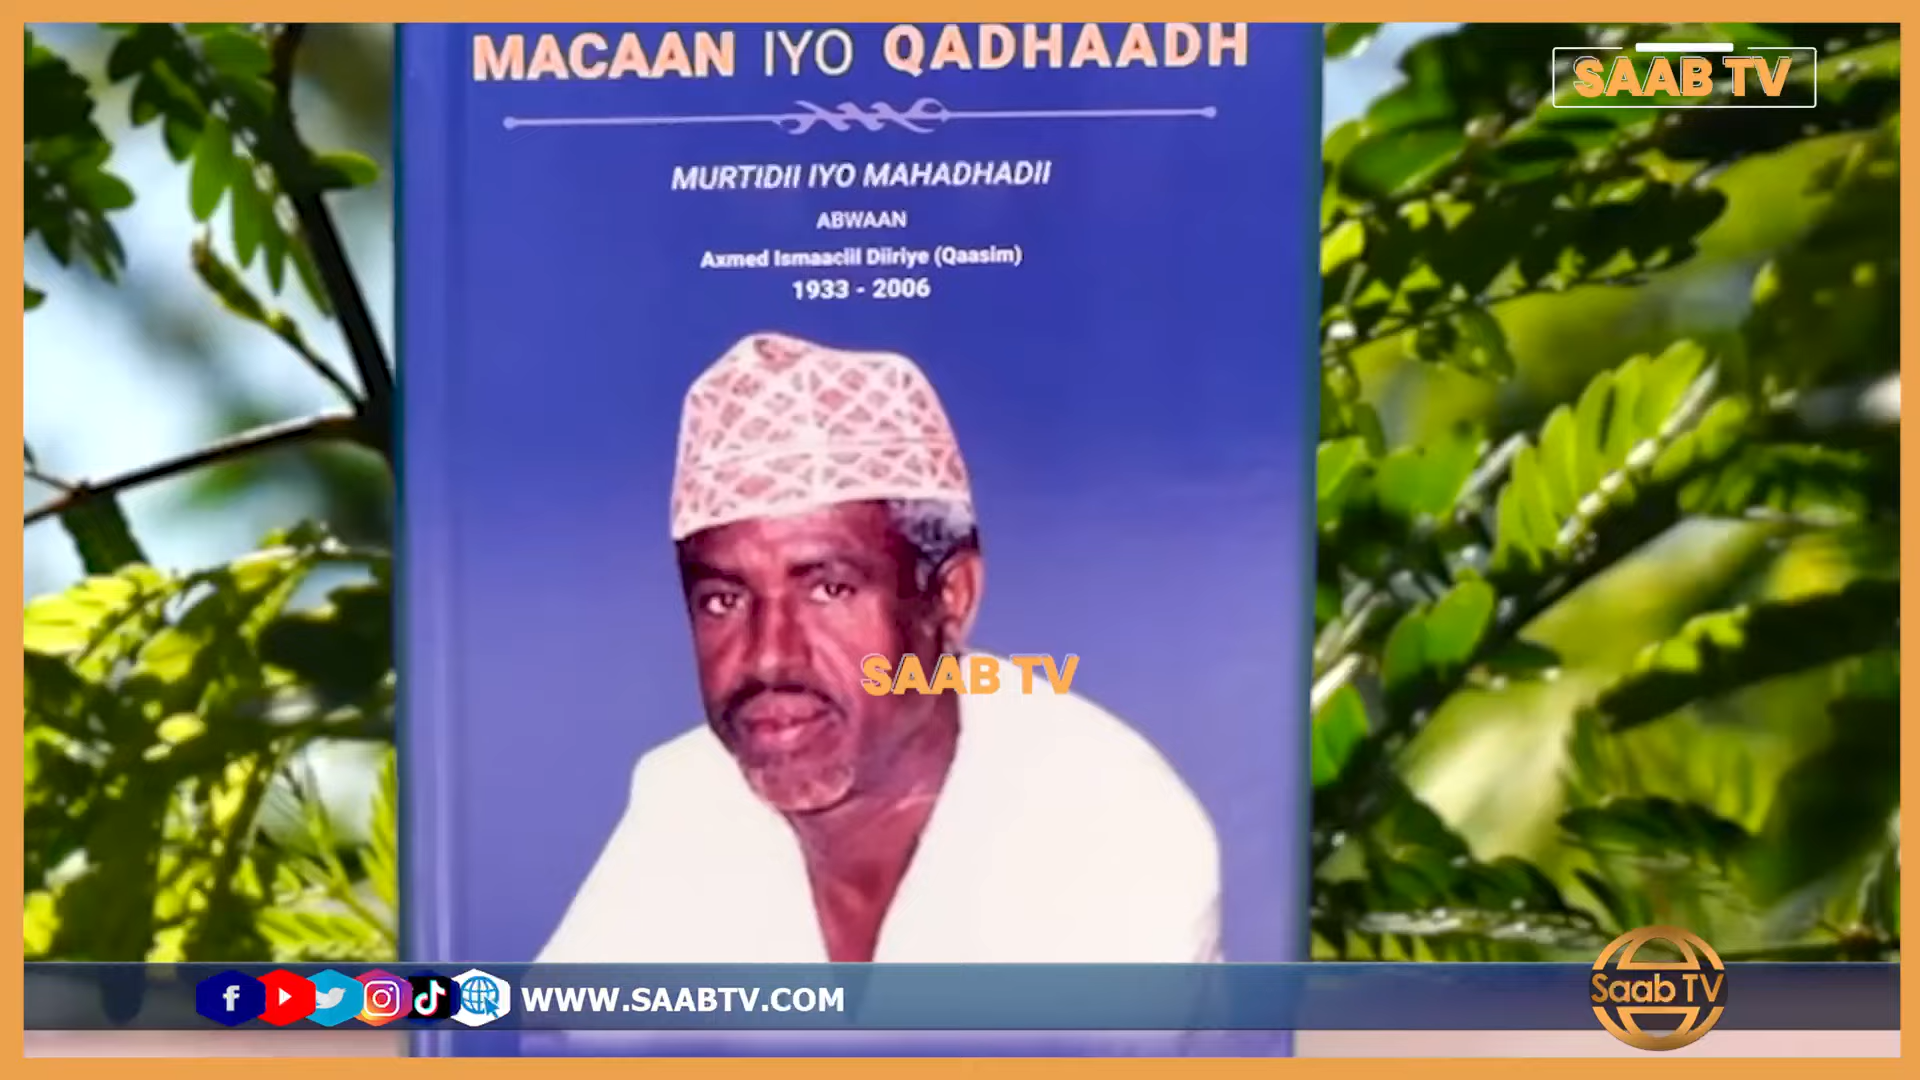 MACAAN IYO QADHAADH
SAAB TV
MURTIDII IYO MAHADHADII
ABWAAN
Axmed Ismaaciil Diiriye (Qaasim)
1933 - 2006
SAAB TV
WWW.SAABTV.COM
Saab TV